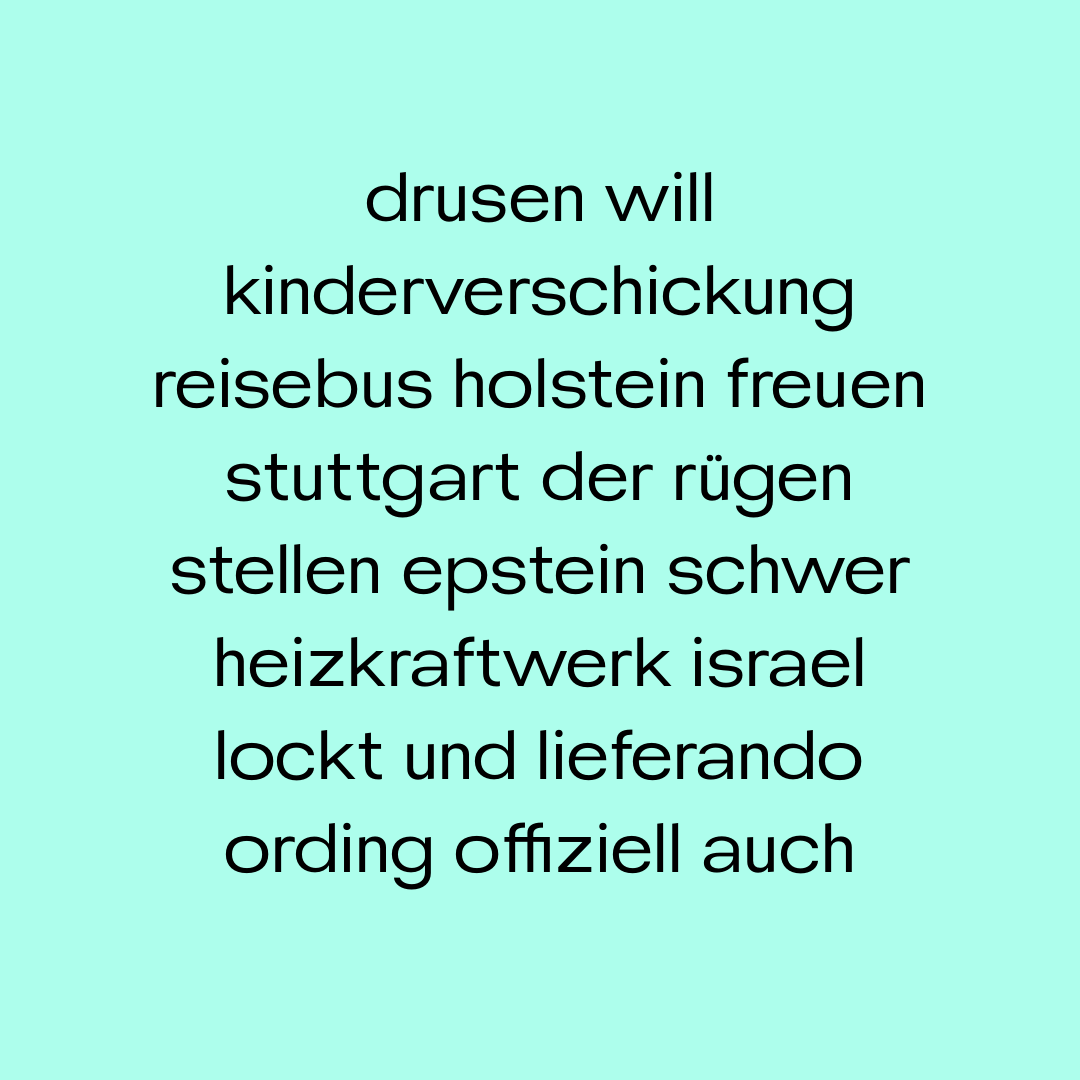 drusen will
kinderverschickung
reisebus holstein freuen
stuttgart der rügen
stellen epstein schwer
heizkraftwerk israel
lockt und lieferando
ording offiziell auch